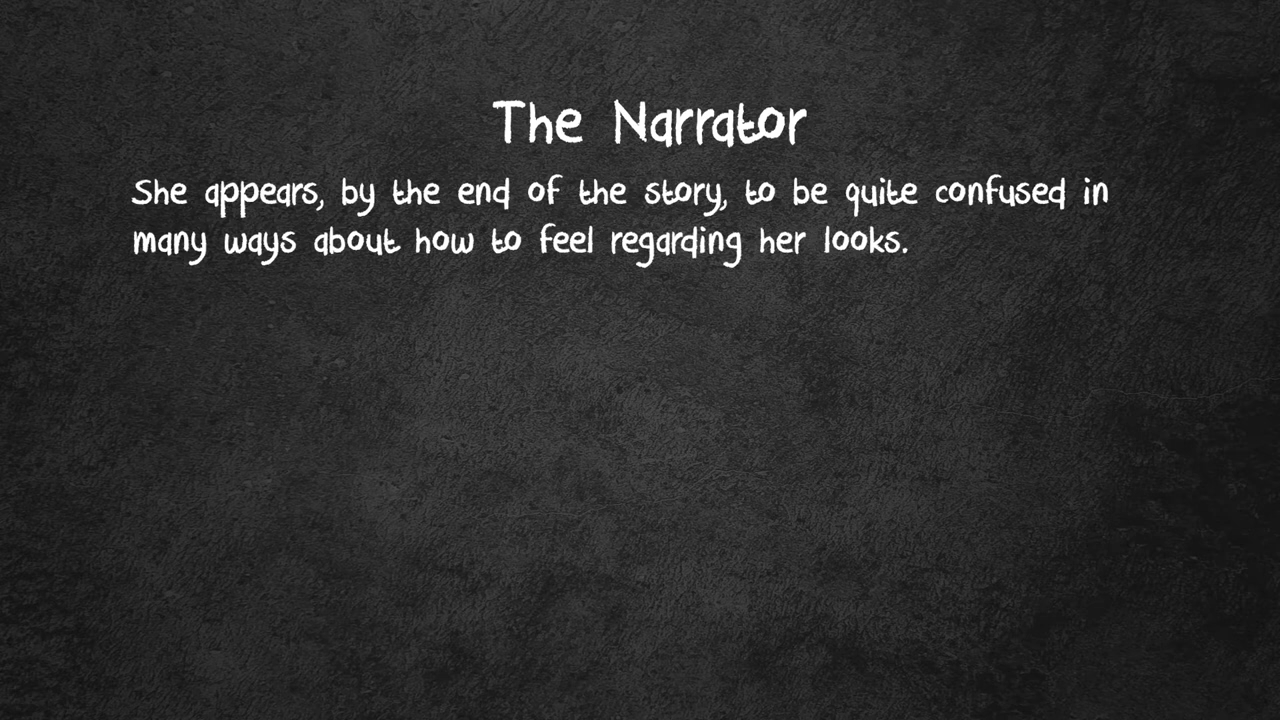 The Narrator
She appears, by the end of the story, to be quite confused in
many ways about how to feel regarding her looks.